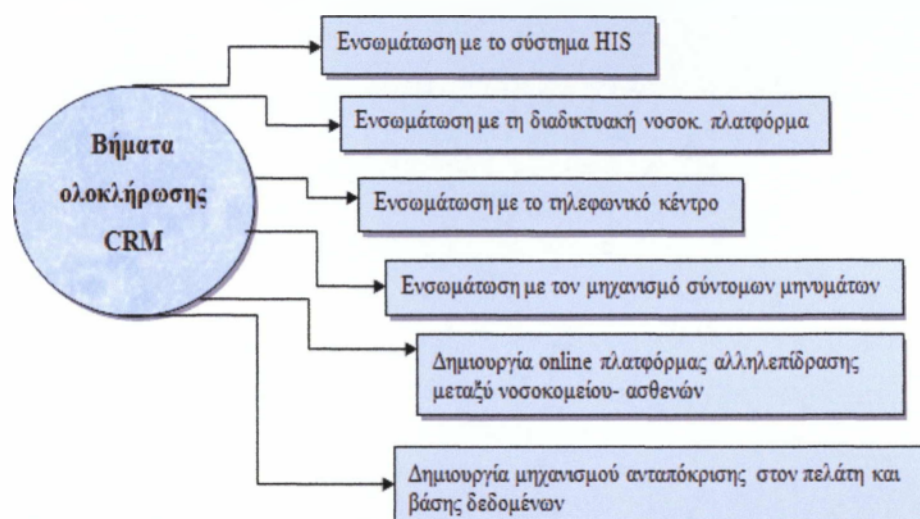 Βήματα
ολοκλήρωσης
CRM
Ενσωμάτωση με το σύστημα HIS
Ενσωμάτωση με τη διαδικτυακή νοσοκ. πλατφόρμα
Ενσωμάτωση με το τηλεφωνικό κέντρο
Ενσωμάτωση με τον μηχανισμό σύντομων μηνυμάτων
Δημιουργία online πλατφόρμας αλληλεπίδρασης
μεταξύ νοσοκομείου- ασθενών
Δημιουργία μηχανισμού ανταπόκρισης στον πελάτη και
βάσης δεδομένων